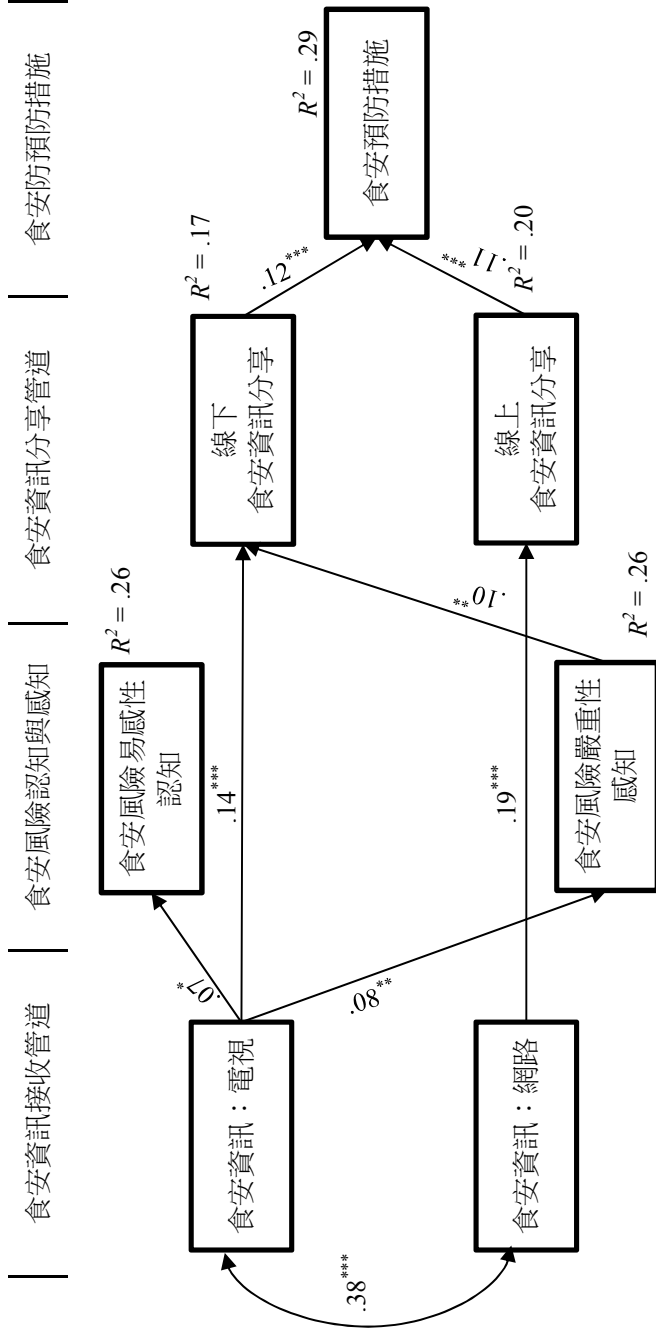 食安資訊接收管道
食安風險認知與感知
食安資訊分享管道
食安防預防措施
食安風險易感性
認知
R² = .26
.07*
食安資訊：電視
.14***
線下
食安資訊分享
R² = .17
.12***
.38***
.80**
.10**
食安預防措施
R² = .29
食安資訊：網路
.19***
線上
食安資訊分享
R² = .20
.11***
食安風險嚴重性
感知
R² = .26